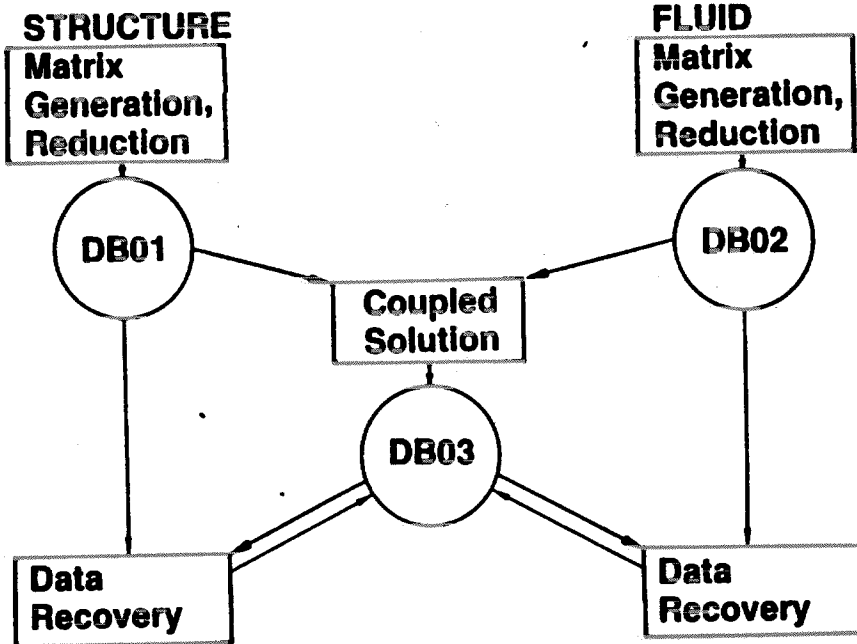 STRUCTURE
Matrix
Generation,
Reduction
FLUID
Matrix
Generation,
Reduction
DB01
DB02
Coupled
Solution
DB03
Data
Recovery
Data
Recovery